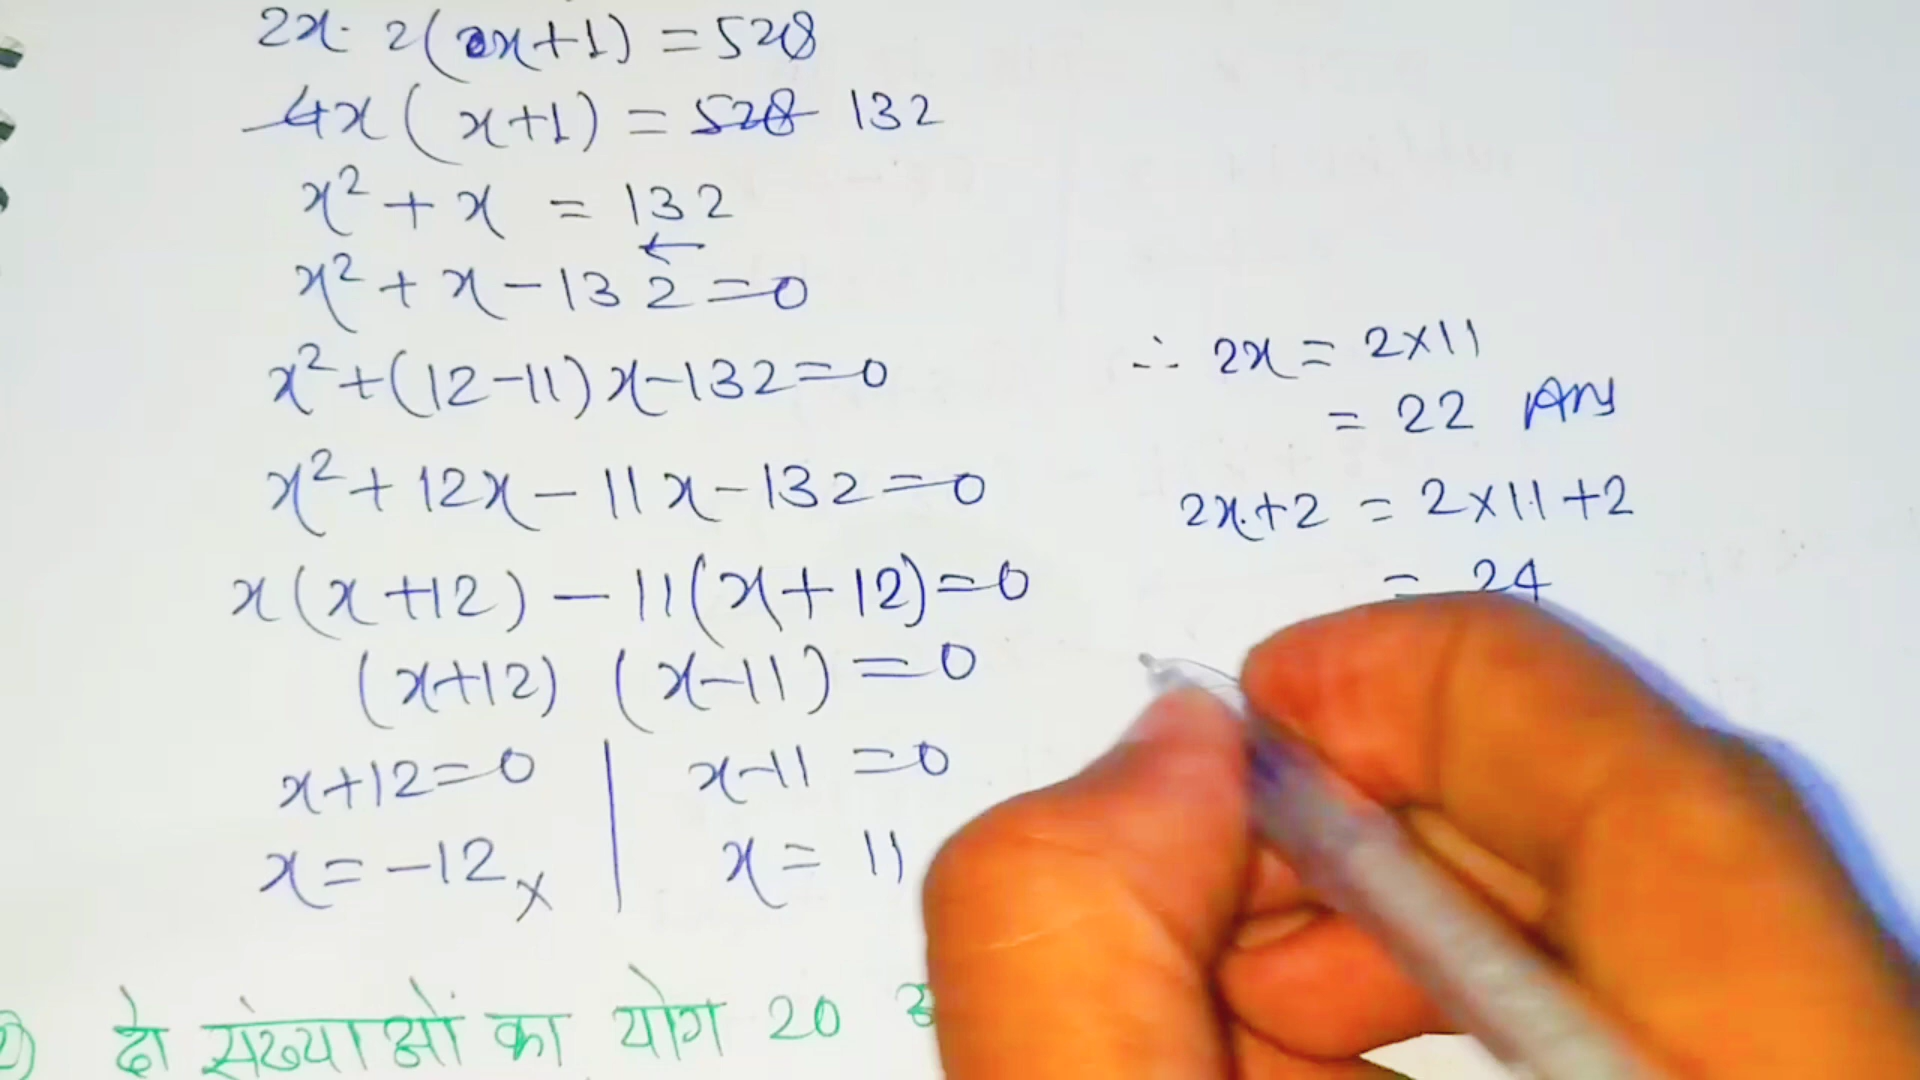 2x · 2(x+1) = 528
4x ( x+1) = 528 132
x² + x = 132
x² + x - 132 = 0
x² + (12-11) x - 132 = 0
x² + 12x - 11x - 132 = 0
x(x+12) - 11(x+12) = 0
(x+12) (x-11) = 0
x+12=0 | x-11=0
x = -12 x | x = 11
∴ 2x = 2×11
= 22 Ans
2x+2 = 2×11+2
= 24
2) दो संख्याओं का योग 20